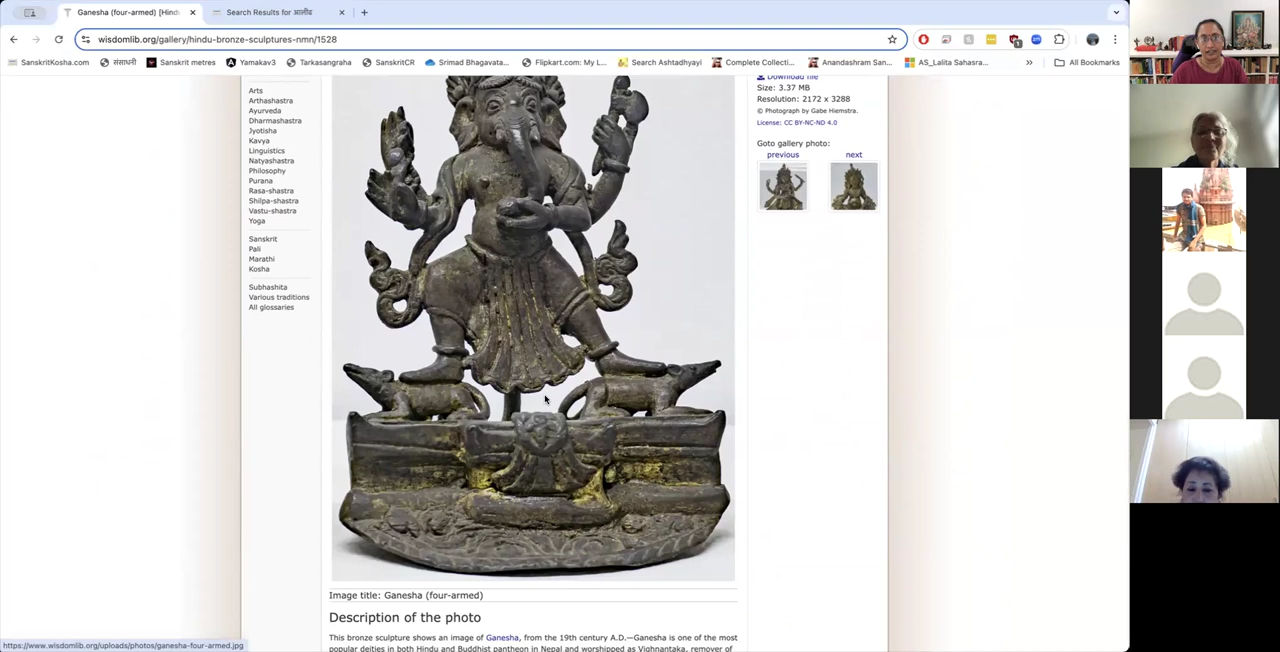 Ganesha (four-armed) [Hind
Search Results for आलीढ
wisdomlib.org/gallery/hindu-bronze-sculptures-nmn/1528
SanskritKosha.com
संसाधनी
Sanskrit metres
Yamakav3
Tarkasangraha
SanskritCR
Srimad Bhagavata...
Flipkart.com: My L...
Search Ashtadhyayi
Complete Collecti...
Anandashram San...
AS_Lalita Sahasra...
All Bookmarks
Arts
Arthashastra
Ayurveda
Dharmashastra
Jyotisha
Kavya
Linguistics
Natyashastra
Philosophy
Purana
Rasa-shastra
Shilpa-shastra
Vastu-shastra
Yoga
Sanskrit
Pali
Marathi
Kosha
Subhashita
Various traditions
All glossaries
Download file
Size: 3.37 MB
Resolution: 2172 x 3288
© Photograph by Gabe Hiemstra.
License: CC BY-NC-ND 4.0
Goto gallery photo:
previous
next
Image title: Ganesha (four-armed)
Description of the photo
This bronze sculpture shows an image of Ganesha, from the 19th century A.D.—Ganesha is one of the most
popular deities in both Hindu and Buddhist pantheon in Nepal and worshipped as Vighnantaka, remover of
https://www.wisdomlib.org/uploads/photos/ganesha-four-armed.jpg